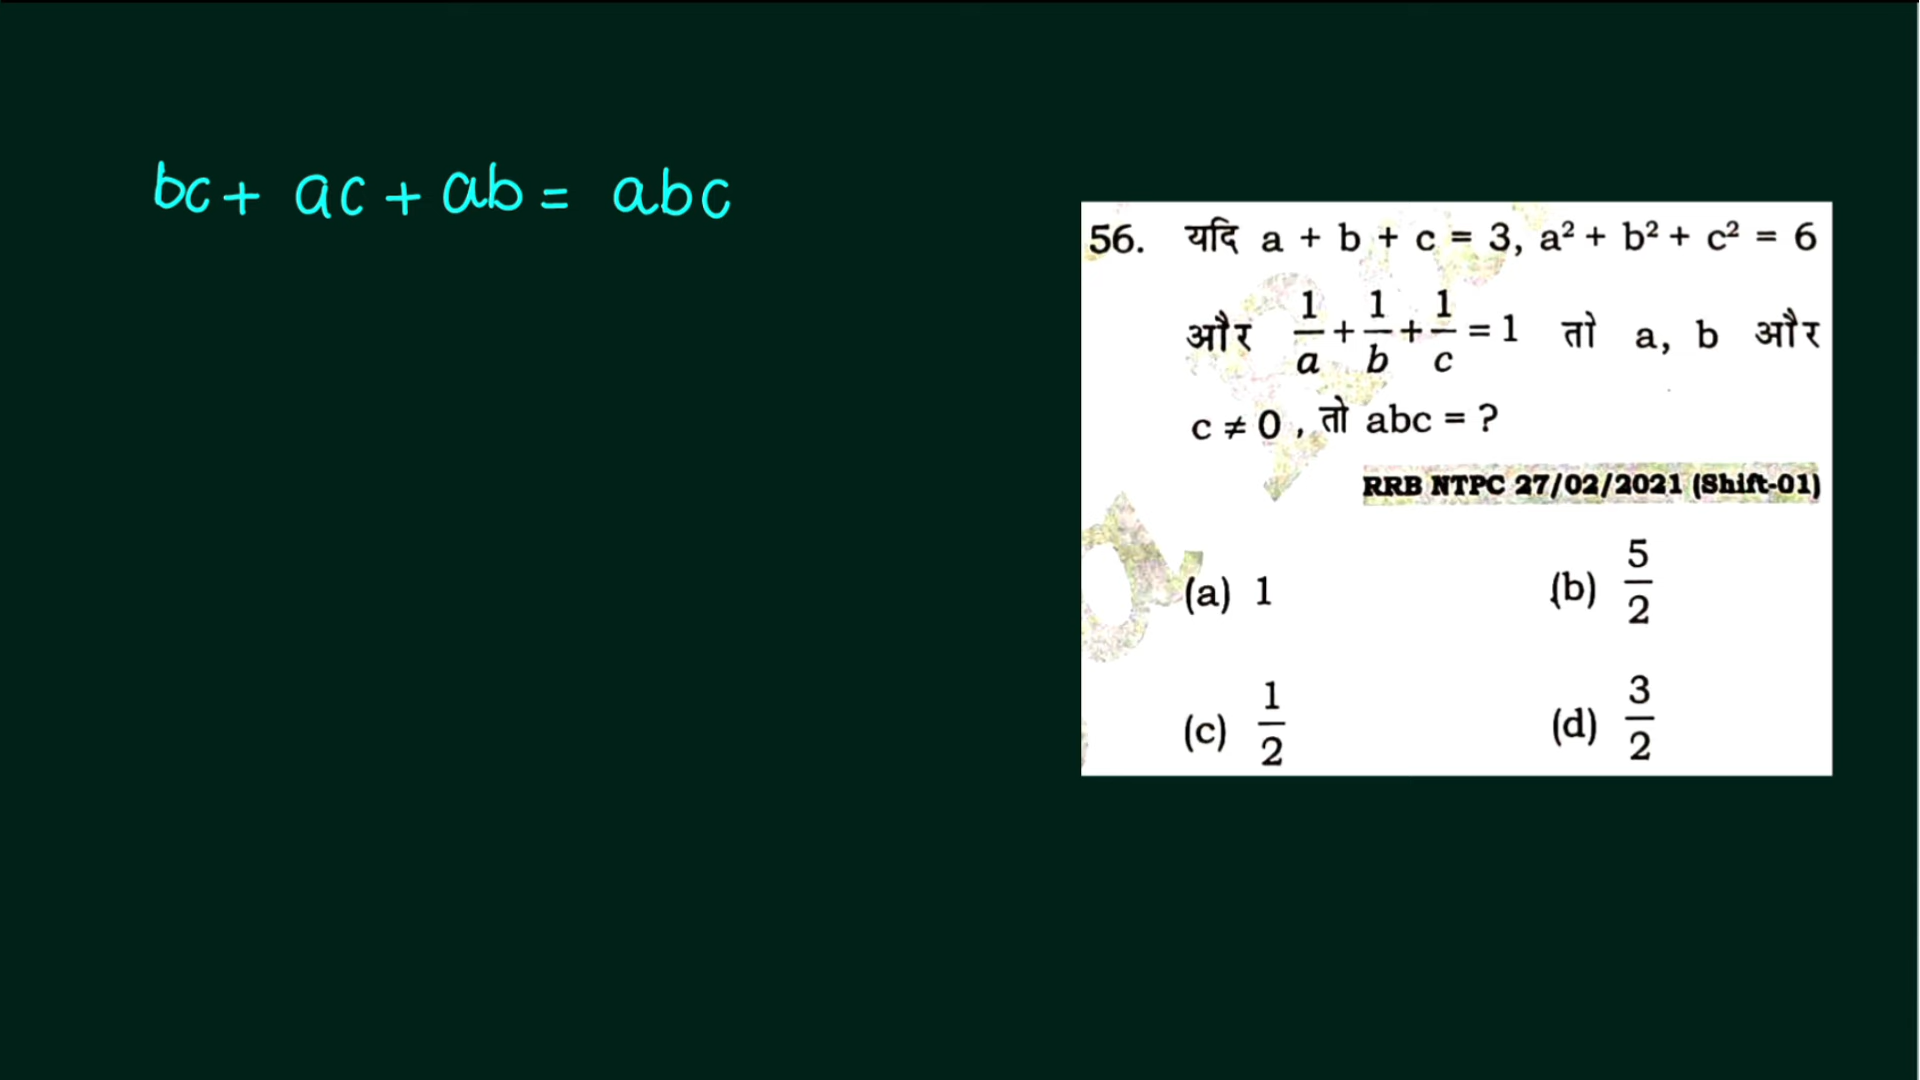 bc + ac + ab = abc
56. यदि a + b + c = 3, a² + b² + c² = 6
और 1/a + 1/b + 1/c = 1 तो a, b और
c ≠ 0, तो abc = ?
RRB NTPC 27/02/2021 (Shift-01)
(a) 1 (b) 5/2
(c) 1/2 (d) 3/2